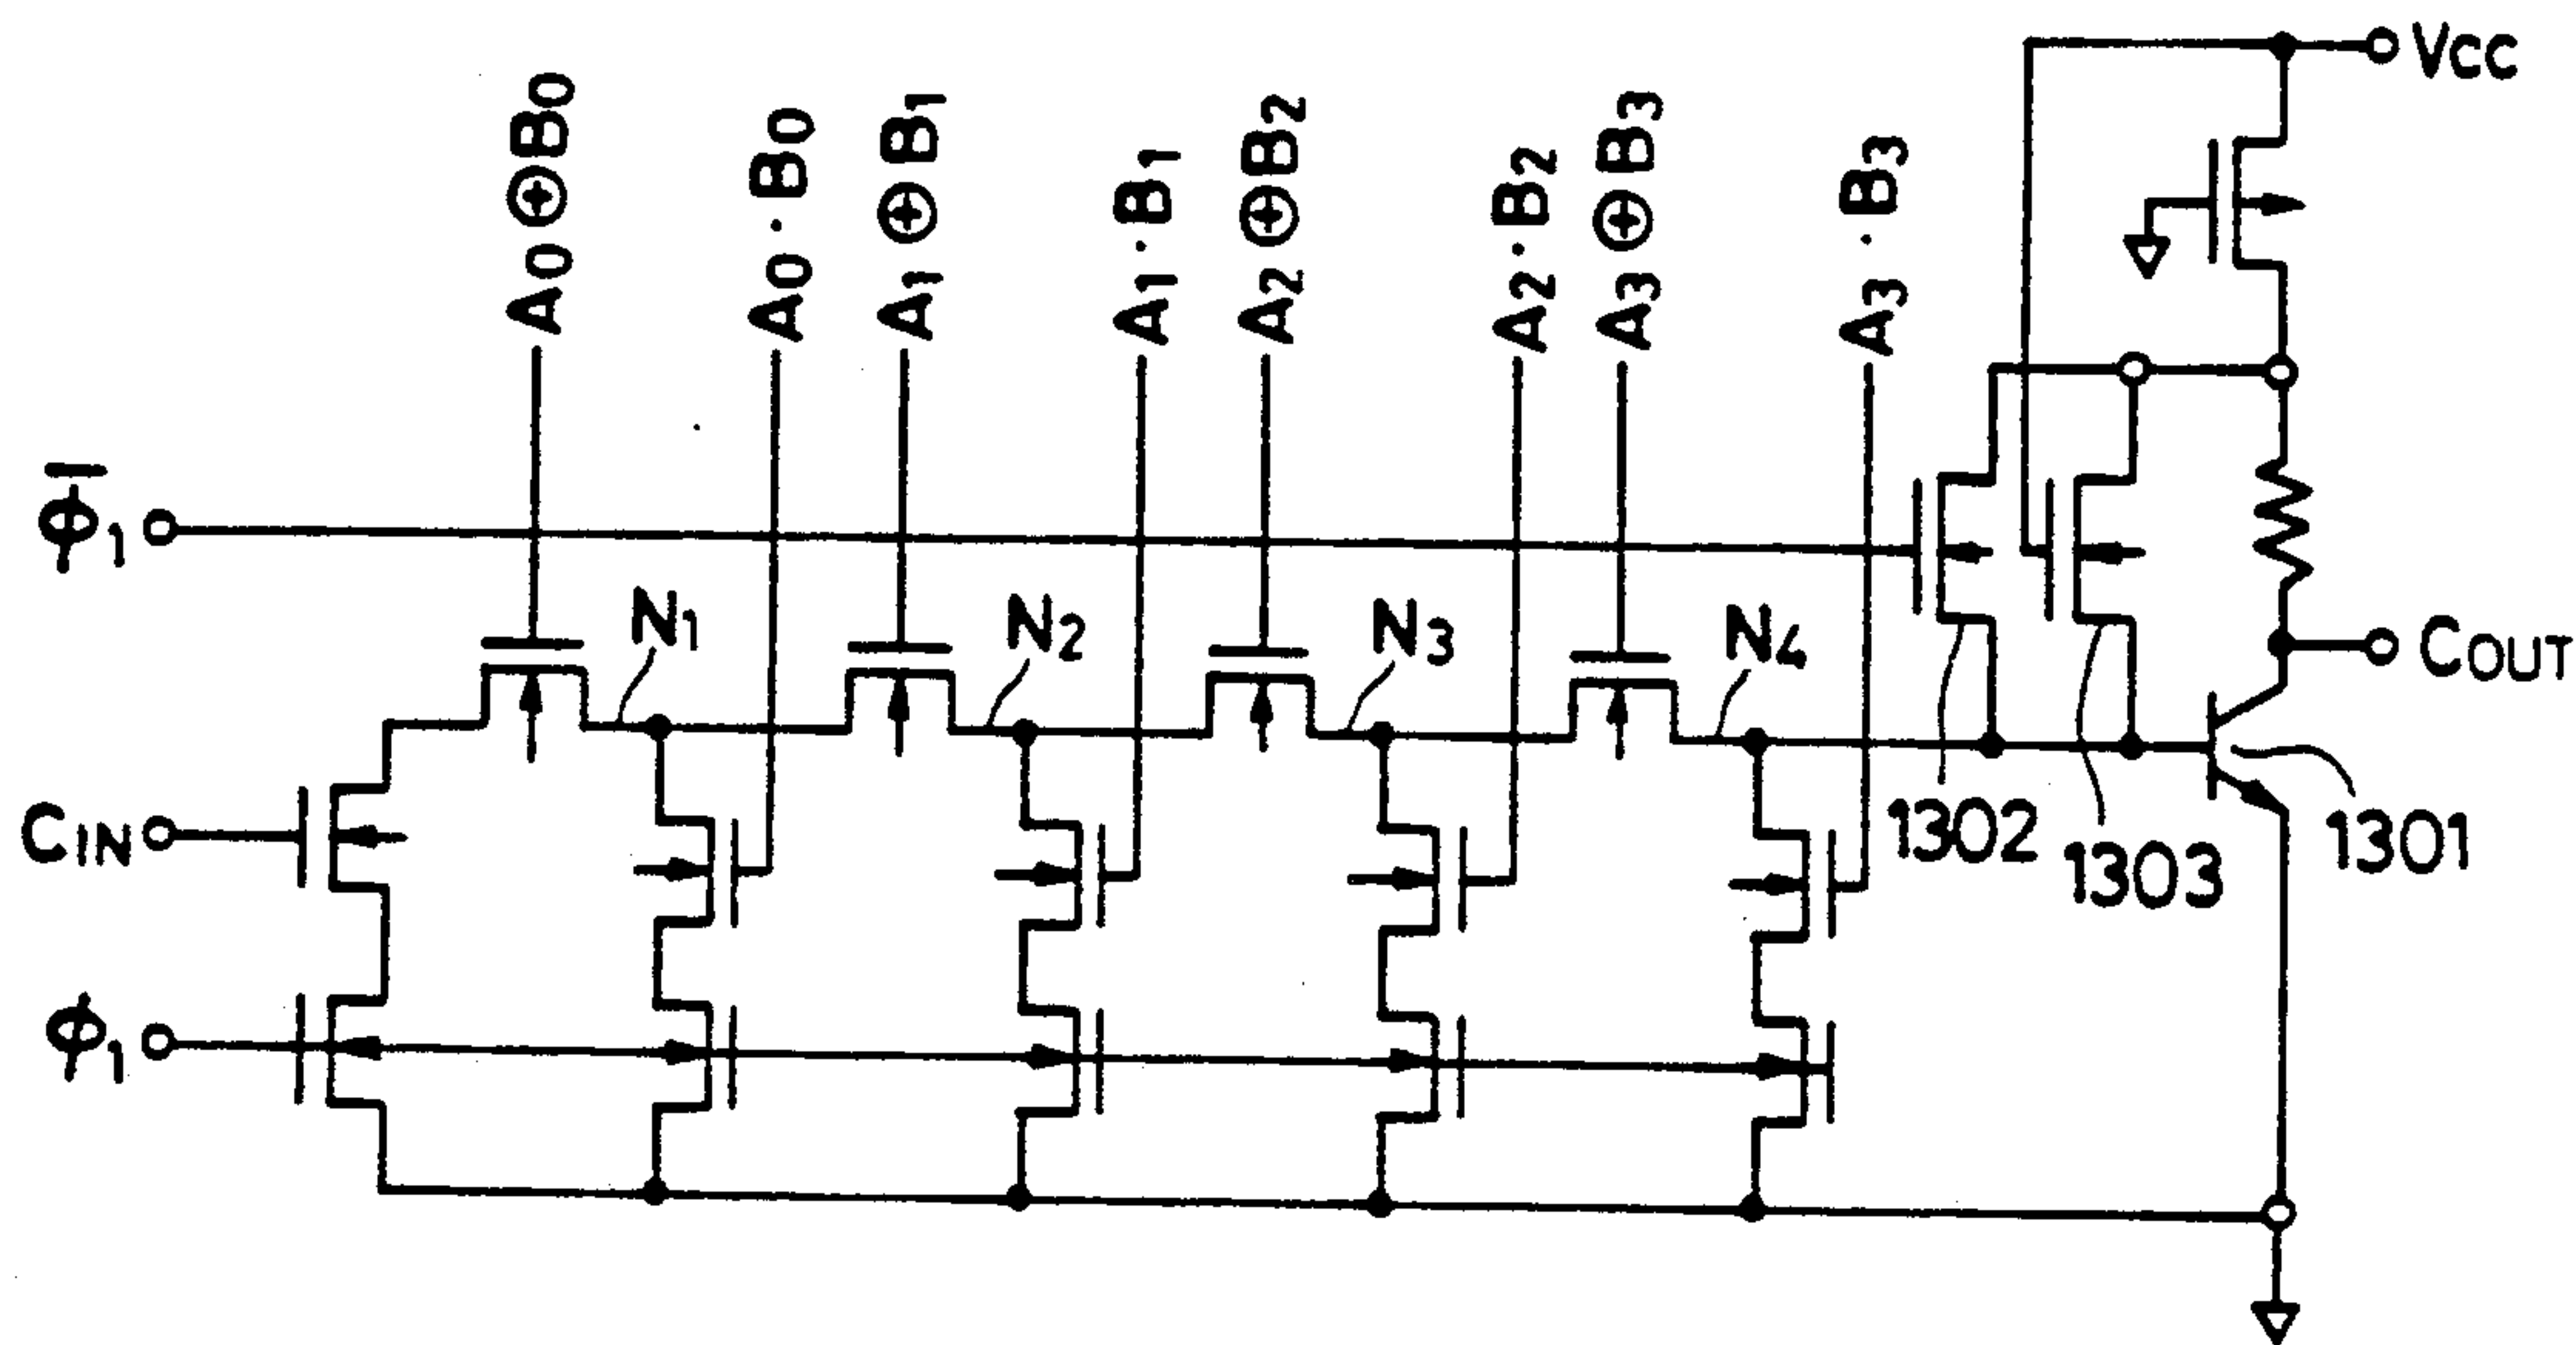 VCC
A0 ⊕ B0
A0 · B0
A1 ⊕ B1
A1 · B1
A2 ⊕ B2
A2 · B2
A3 ⊕ B3
A3 · B3
ϕ̅1
N1
N2
N3
N4
COUT
CIN
1302
1303
1301
ϕ1